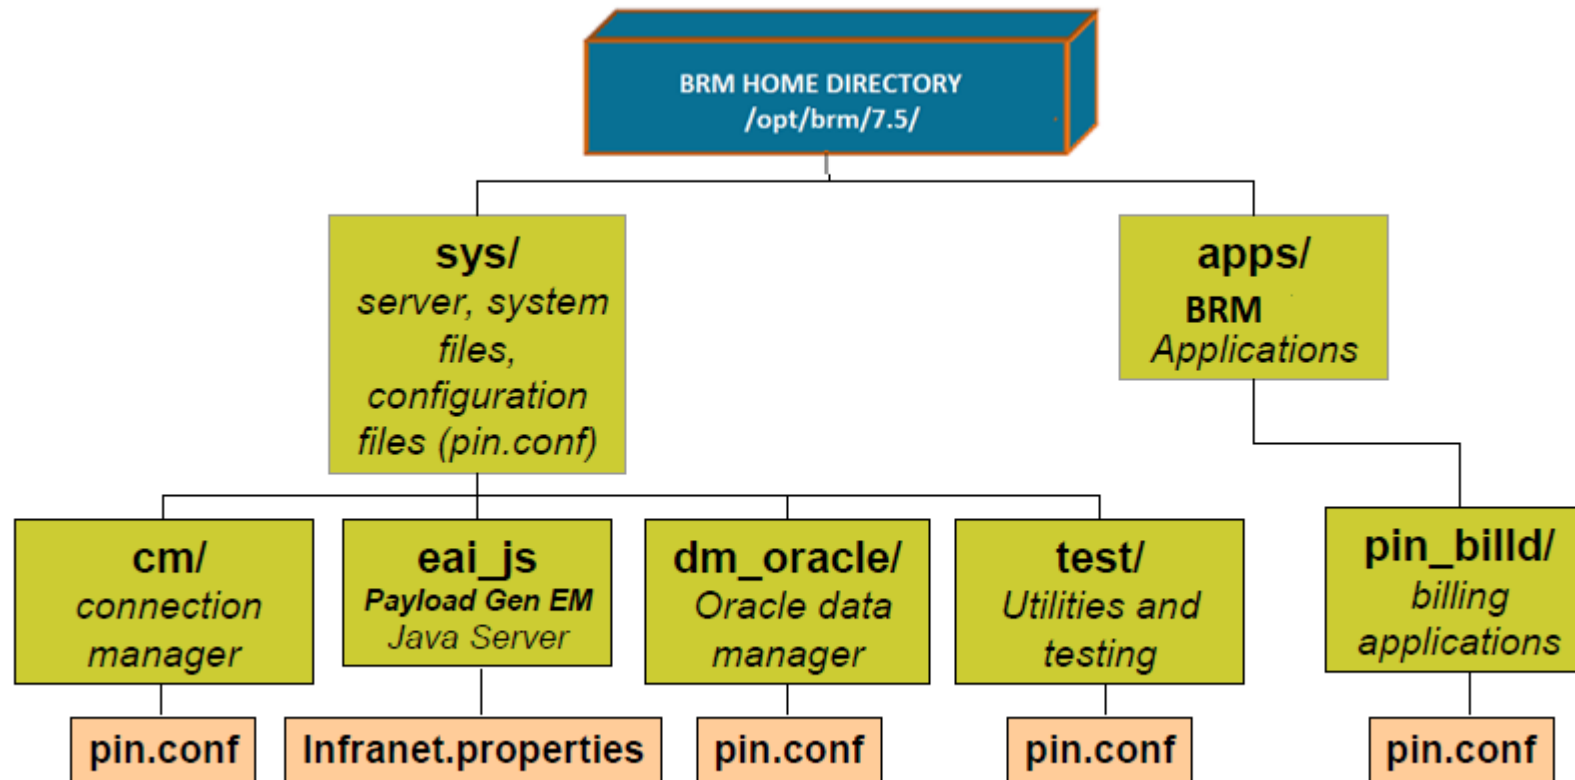 BRM HOME DIRECTORY
/opt/brm/7.5/
sys/
server, system
files,
configuration
files (pin.conf)
apps/
BRM
Applications
cm/
connection
manager
eai_js
Payload Gen EM
Java Server
dm_oracle/
Oracle data
manager
test/
Utilities and
testing
pin_billd/
billing
applications
pin.conf
Infranet.properties
pin.conf
pin.conf
pin.conf